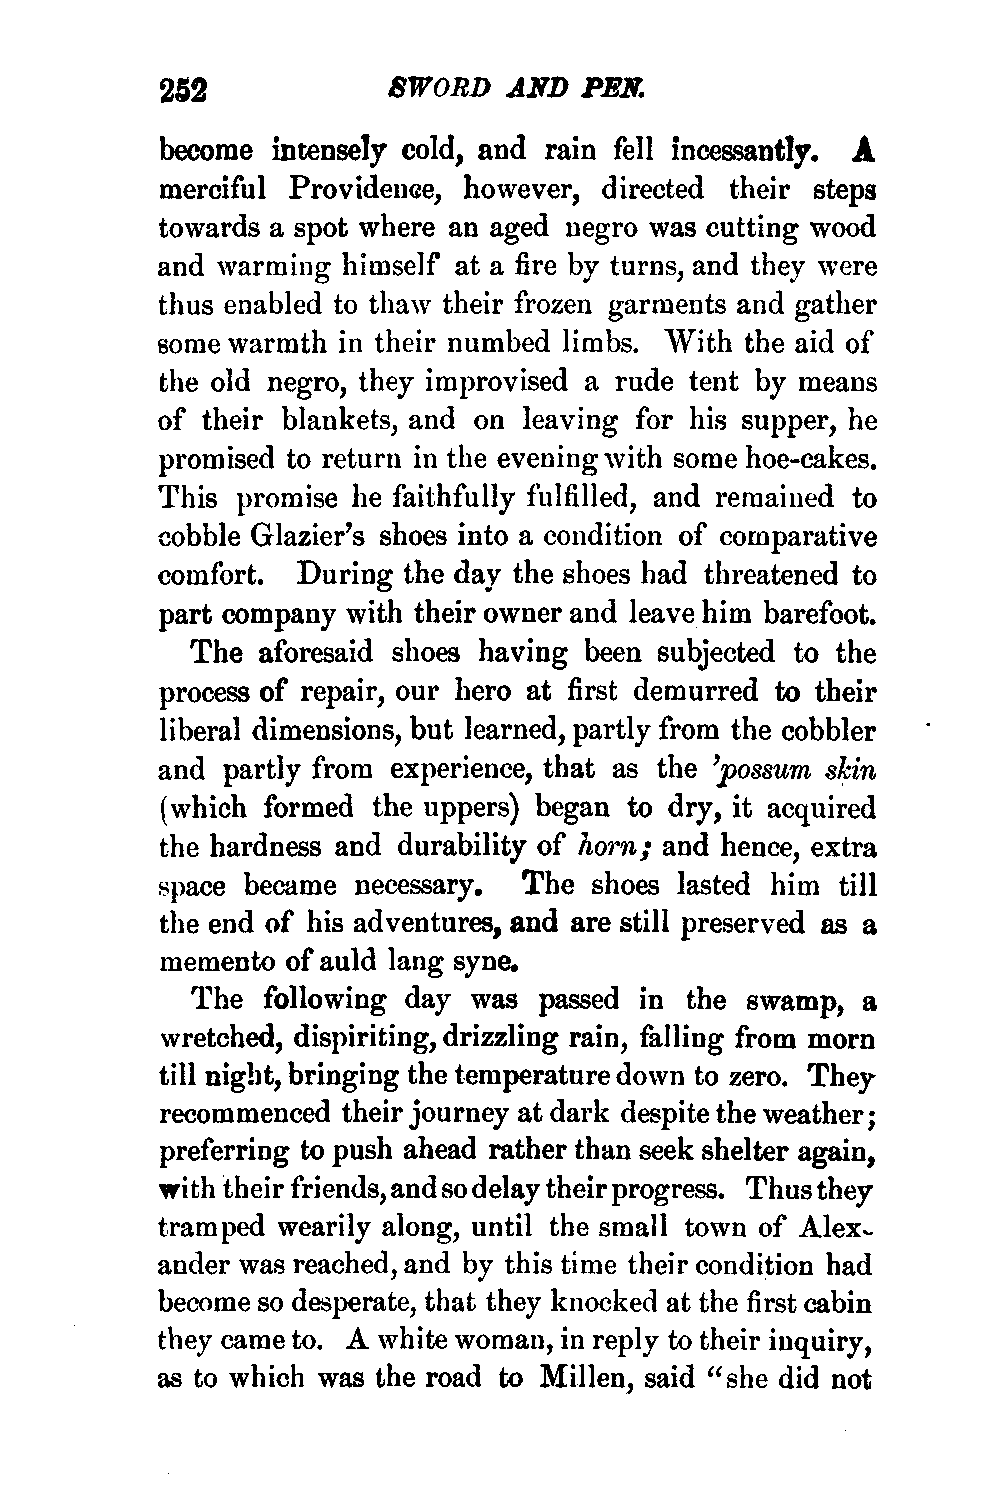 252 SWORD AND PEN.
become intensely cold, and rain fell incessantly. A
merciful Providence, however, directed their steps
towards a spot where an aged negro was cutting wood
and warming himself at a fire by turns, and they were
thus enabled to thaw their frozen garments and gather
some warmth in their numbed limbs. With the aid of
the old negro, they improvised a rude tent by means
of their blankets, and on leaving for his supper, he
promised to return in the evening with some hoe-cakes.
This promise he faithfully fulfilled, and remained to
cobble Glazier's shoes into a condition of comparative
comfort. During the day the shoes had threatened to
part company with their owner and leave him barefoot.
The aforesaid shoes having been subjected to the
process of repair, our hero at first demurred to their
liberal dimensions, but learned, partly from the cobbler
and partly from experience, that as the 'possum skin
(which formed the uppers) began to dry, it acquired
the hardness and durability of horn; and hence, extra
space became necessary. The shoes lasted him till
the end of his adventures, and are still preserved as a
memento of auld lang syne.
The following day was passed in the swamp, a
wretched, dispiriting, drizzling rain, falling from morn
till night, bringing the temperature down to zero. They
recommenced their journey at dark despite the weather;
preferring to push ahead rather than seek shelter again,
with their friends, and so delay their progress. Thus they
tramped wearily along, until the small town of Alex-
ander was reached, and by this time their condition had
become so desperate, that they knocked at the first cabin
they came to. A white woman, in reply to their inquiry,
as to which was the road to Millen, said "she did not